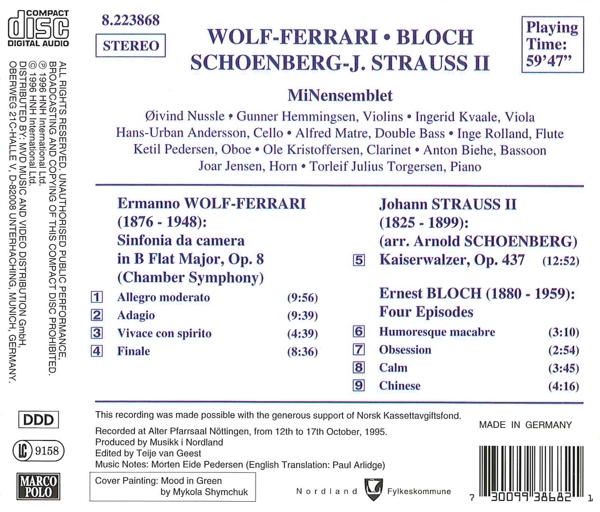 COMPACT
disc
DIGITAL AUDIO
8.223868
STEREO
WOLF-FERRARI • BLOCH
SCHOENBERG-J. STRAUSS II
Playing
Time:
59'47"
MiNensemblet
Øivind Nussle • Gunner Hemmingsen, Violins • Ingerid Kvaale, Viola
Hans-Urban Andersson, Cello • Alfred Matre, Double Bass • Inge Rolland, Flute
Ketil Pedersen, Oboe • Ole Kristoffersen, Clarinet • Anton Biehe, Bassoon
Joar Jensen, Horn • Torleif Julius Torgersen, Piano
Ermanno WOLF-FERRARI
(1876 - 1948):
Sinfonia da camera
in B Flat Major, Op. 8
(Chamber Symphony)
1 Allegro moderato (9:56)
2 Adagio (9:39)
3 Vivace con spirito (4:39)
4 Finale (8:36)
Johann STRAUSS II
(1825 - 1899):
(arr. Arnold SCHOENBERG)
5 Kaiserwalzer, Op. 437 (12:52)
Ernest BLOCH (1880 - 1959):
Four Episodes
6 Humoresque macabre (3:10)
7 Obsession (2:54)
8 Calm (3:45)
9 Chinese (4:16)
ALL RIGHTS RESERVED. UNAUTHORISED PUBLIC PERFORMANCE,
BROADCASTING AND COPYING OF THIS COMPACT DISC PROHIBITED.
℗ 1996 HNH International Ltd.
© 1996 HNH International Ltd.
DISTRIBUTED BY: MVD MUSIC AND VIDEO DISTRIBUTION GmbH,
OBERWEG 21C-HALLE V, D-82008 UNTERHACHING, MUNICH, GERMANY.
DDD
LC 9158
MARCO
POLO
This recording was made possible with the generous support of Norsk Kassettavgiftsfond.
Recorded at Alter Pfarrsaal Nöttingen, from 12th to 17th October, 1995.
Produced by Musikk i Nordland
Edited by Teije van Geest
Music Notes: Morten Eide Pedersen (English Translation: Paul Arlidge)
Cover Painting: Mood in Green
by Mykola Shymchuk
Nordland Fylkeskommune
MADE IN GERMANY
7 30099 38682 1